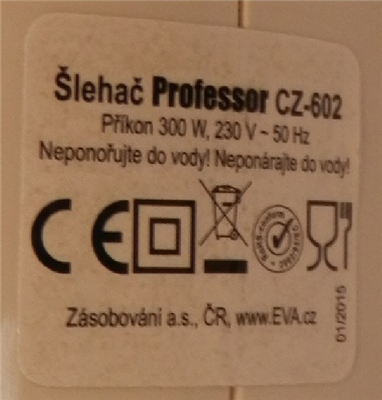 Šlehač Professor CZ-602
Příkon 300 W, 230 V ~ 50 Hz
Neponořujte do vody! Neponárajte do vody!
CE
Zásobování a.s., ČR, www.EVA.cz
01/2015